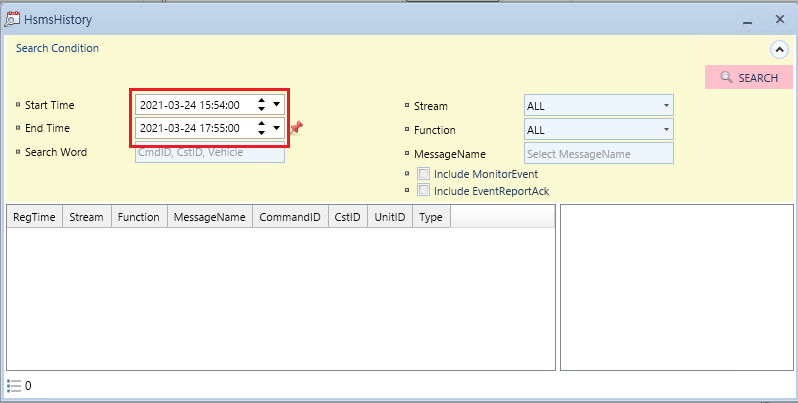 HsmsHistory
Search Condition
SEARCH
Start Time 2021-03-24 15:54:00 Stream ALL
End Time 2021-03-24 17:55:00 Function ALL
Search Word CmdID, CstID, Vehicle MessageName Select MessageName
Include MonitorEvent
Include EventReportAck
RegTime Stream Function MessageName CommandID CstID UnitID Type
0